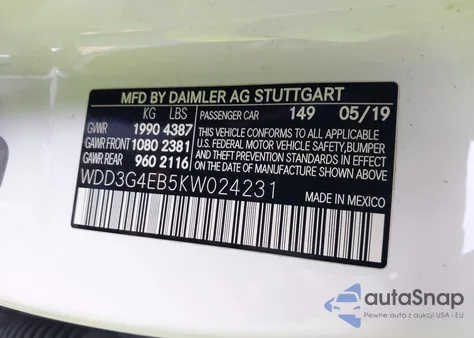 MFD BY DAIMLER AG STUTTGART
KG LBS PASSENGER CAR 149 05/19
GVWR 1990 4387
GAWR FRONT 1080 2381
GAWR REAR 960 2116
THIS VEHICLE CONFORMS TO ALL APPLICABLE
U.S. FEDERAL MOTOR VEHICLE SAFETY,BUMPER
AND THEFT PREVENTION STANDARDS IN EFFECT ON
THE DATE OF MANUFACTURE SHOWN ABOVE.
WDD3G4EB5KW024231
MADE IN MEXICO
autoSnap
Pewne auta z USA i EU